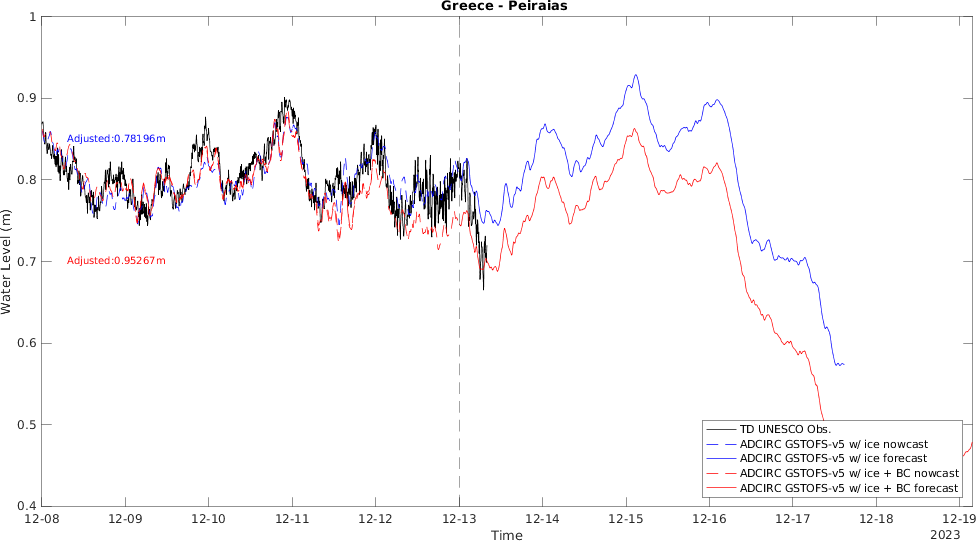 Greece - Peiraias
1
0.9
0.8
0.7
0.6
0.5
0.4
Water Level (m)
Adjusted:0.78196m
Adjusted:0.95267m
TD UNESCO Obs.
ADCIRC GSTOFS-v5 w/ ice nowcast
ADCIRC GSTOFS-v5 w/ ice forecast
ADCIRC GSTOFS-v5 w/ ice + BC nowcast
ADCIRC GSTOFS-v5 w/ ice + BC forecast
12-08 12-09 12-10 12-11 12-12 12-13 12-14 12-15 12-16 12-17 12-18 12-19
Time
2023